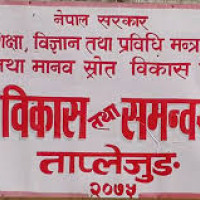 नेपाल सरकार
क्षा, विज्ञान तथा प्रविधि मन्त्र
तथा मानव स्रोत विकास
विकास तथा समन्व
ताप्लेजुङ
२०७५